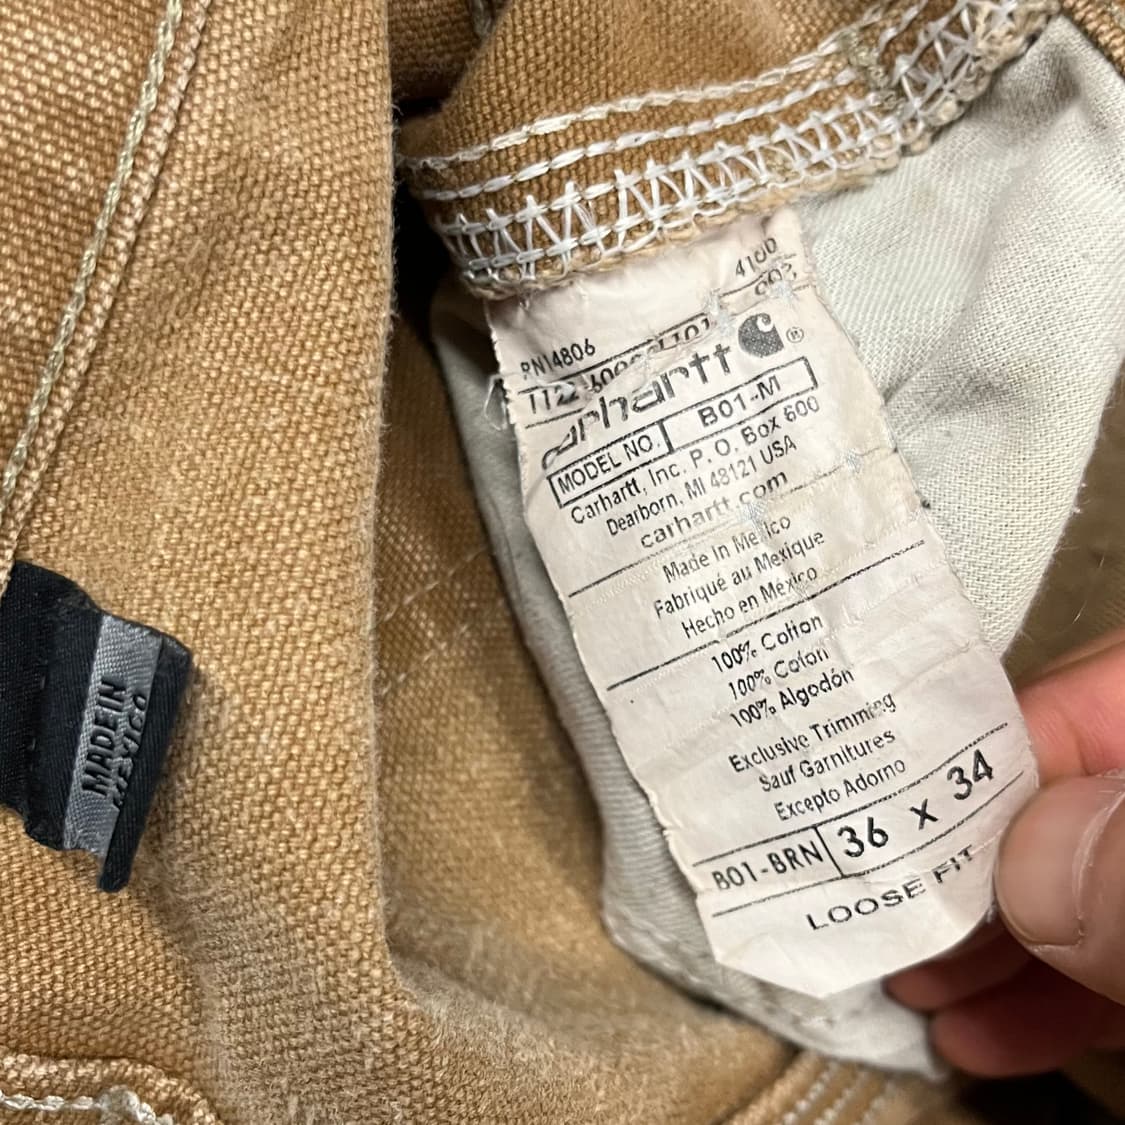 4100
RN14806
carhartt ®
MODEL NO. B01-M
Carhartt, Inc. P. O. Box 600
Dearborn, MI 48121 USA
carhartt.com
Made in Mexico
Fabriqué au Mexique
Hecho en México
100% Cotton
100% Coton
100% Algodón
Exclusive Trimming
Sauf Garnitures
Excepto Adorno
B01-BRN 36 x 34
LOOSE FIT
MADE IN
MEXICO